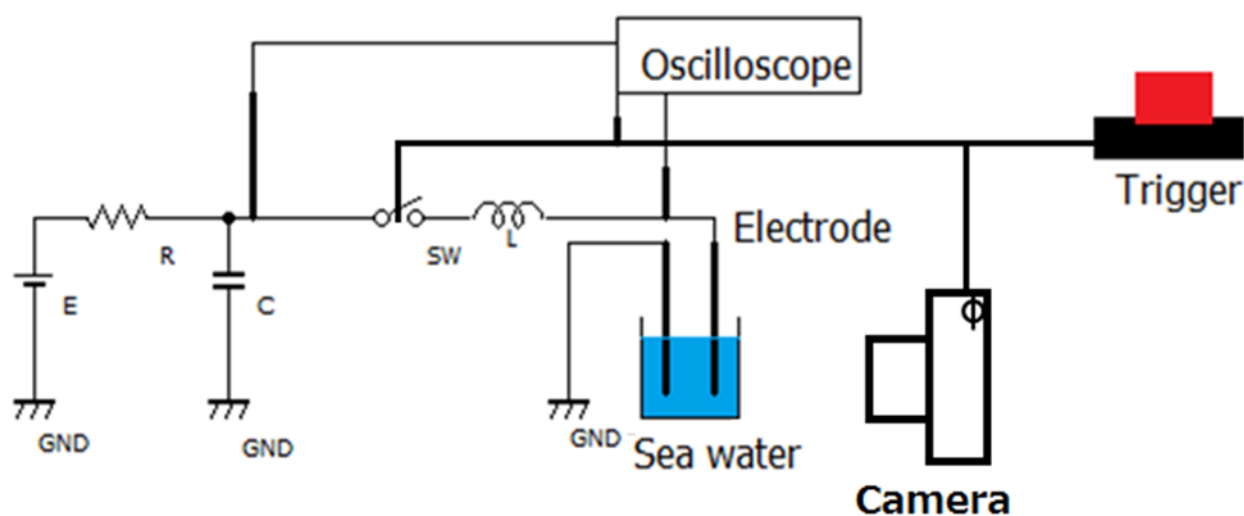 Oscilloscope
Trigger
Electrode
R
SW
L
E
C
GND
GND
GND
Sea water
Camera